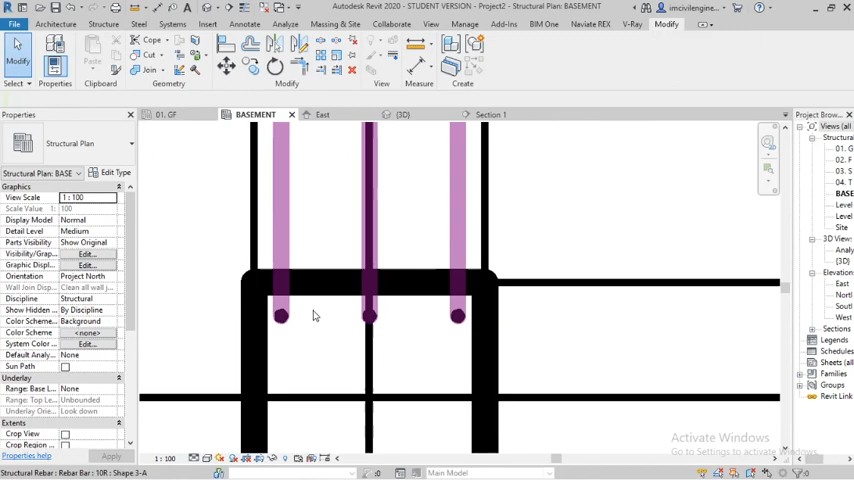 Autodesk Revit 2020 - STUDENT VERSION - Project2 - Structural Plan: BASEMENT
imcivilengine...
File Architecture Structure Steel Systems Insert Annotate Analyze Massing & Site Collaborate View Manage Add-Ins BIM One Naviate REX V-Ray Modify
Modify
Properties
Paste
Cope
Cut
Join
Select Properties Clipboard Geometry Modify View Measure Create
Properties
01. GF
BASEMENT
East
{3D}
Section 1
Project Brow...
Structural Plan
Structural Plan: BASE
Edit Type
Graphics
View Scale 1 : 100
Scale Value 1: 100
Display Model Normal
Detail Level Medium
Parts Visibility Show Original
Visibility/Grap... Edit...
Graphic Displ... Edit...
Orientation Project North
Wall Join Displ... Clean all wall j...
Discipline Structural
Show Hidden ... By Discipline
Color Scheme... Background
Color Scheme <none>
System Color ... Edit...
Default Analy... None
Sun Path
Underlay
Range: Base L... None
Range: Top Le... Unbounded
Underlay Orie... Look down
Extents
Crop View
Crop Region ...
Properties help
Apply
Views (all
Structura
01. G
02. F
03. S
04. T
BASE
Level
Level
Site
3D View
Analy
{3D}
Elevation
East
North
South
West
Sections
Legends
Schedules
Sheets (all
Families
Groups
Revit Link
Activate Windows
Go to Settings to activate Windows.
1 : 100
Structural Rebar : Rebar Bar : 10R : Shape 3-A
:0
Main Model
:0